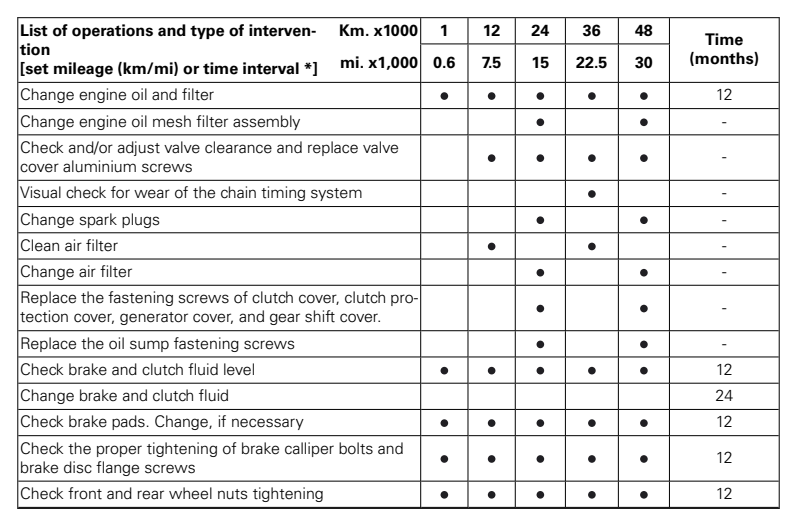 List of operations and type of interven- Km. x1000 1 12 24 36 48 Time
tion
[set mileage (km/mi) or time interval *] mi. x1,000 0.6 7.5 15 22.5 30 (months)
Change engine oil and filter ● ● ● ● ● 12
Change engine oil mesh filter assembly ● ● -
Check and/or adjust valve clearance and replace valve
cover aluminium screws ● ● ● ● -
Visual check for wear of the chain timing system ● -
Change spark plugs ● ● -
Clean air filter ● ● -
Change air filter ● ● -
Replace the fastening screws of clutch cover, clutch pro-
tection cover, generator cover, and gear shift cover. ● ● -
Replace the oil sump fastening screws ● ● -
Check brake and clutch fluid level ● ● ● ● ● 12
Change brake and clutch fluid 24
Check brake pads. Change, if necessary ● ● ● ● ● 12
Check the proper tightening of brake calliper bolts and
brake disc flange screws ● ● ● ● ● 12
Check front and rear wheel nuts tightening ● ● ● ● ● 12